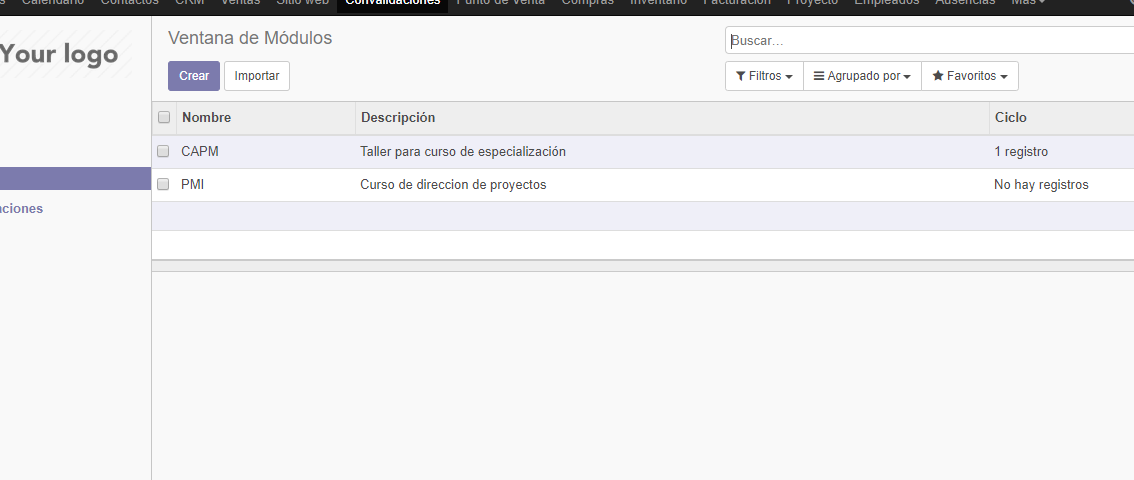 Calendario Contactos CRM Ventas Sitio web Convalidaciones Punto de Venta Compras Inventario Facturación Proyecto Empleados Ausencias Más
Your logo
Ventana de Módulos
Buscar...
Crear Importar
Filtros Agrupado por Favoritos
Nombre Descripción Ciclo
CAPM Taller para curso de especialización 1 registro
PMI Curso de direccion de proyectos No hay registros
aciones